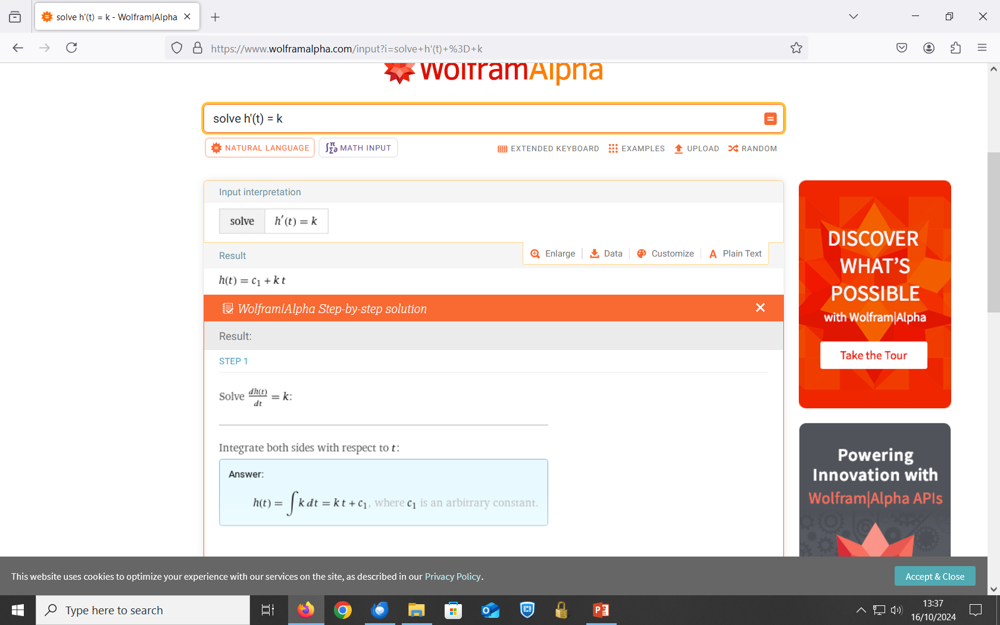 solve h'(t) = k - Wolfram|Alpha
https://www.wolframalpha.com/input?i=solve+h'(t)+%3D+k
WolframAlpha
solve h'(t) = k
NATURAL LANGUAGE
MATH INPUT
EXTENDED KEYBOARD
EXAMPLES
UPLOAD
RANDOM
Input interpretation
solve h′(t) = k
Result
Enlarge
Data
Customize
Plain Text
h(t) = c₁ + k t
Wolfram|Alpha Step-by-step solution
Result:
STEP 1
Solve dh(t)/dt = k:
Integrate both sides with respect to t:
Answer:
h(t) = ∫ k dt = k t + c₁, where c₁ is an arbitrary constant.
DISCOVER
WHAT'S
POSSIBLE
with Wolfram|Alpha
Take the Tour
Powering
Innovation with
Wolfram|Alpha APIs
This website uses cookies to optimize your experience with our services on the site, as described in our Privacy Policy.
Accept & Close
Type here to search
13:37
16/10/2024